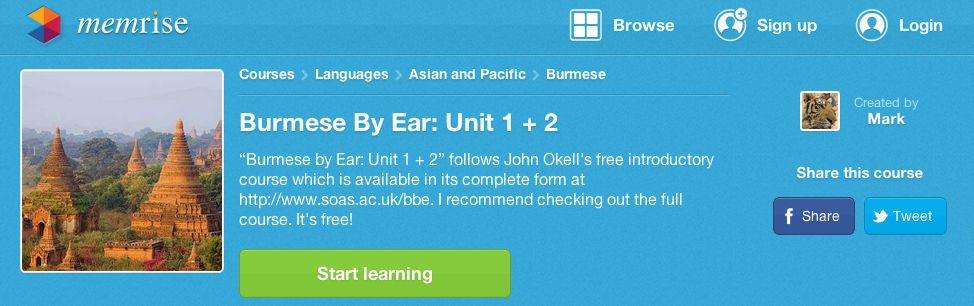 memrise
Browse
Sign up
Login
Courses > Languages > Asian and Pacific > Burmese
Burmese By Ear: Unit 1 + 2
“Burmese by Ear: Unit 1 + 2” follows John Okell's free introductory
course which is available in its complete form at
http://www.soas.ac.uk/bbe. I recommend checking out the full
course. It's free!
Start learning
Created by
Mark
Share this course
Share
Tweet